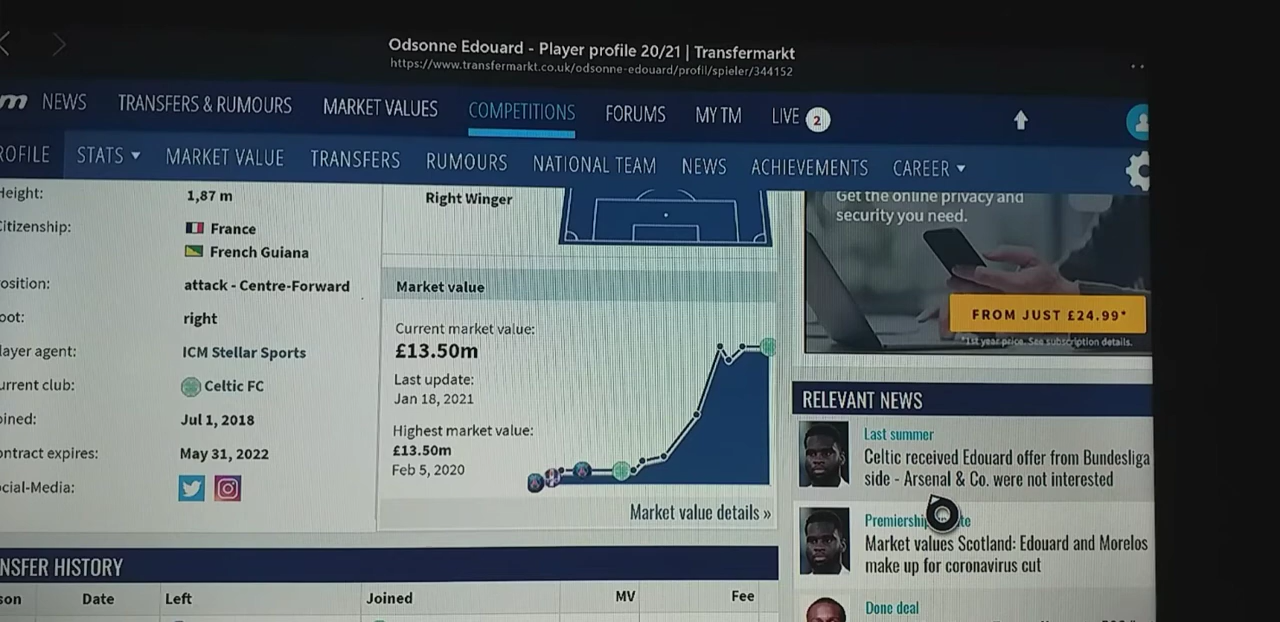 Odsonne Edouard - Player profile 20/21 | Transfermarkt
https://www.transfermarkt.co.uk/odsonne-edouard/profil/spieler/344152
m NEWS TRANSFERS & RUMOURS MARKET VALUES COMPETITIONS FORUMS MY TM LIVE 2
ROFILE STATS MARKET VALUE TRANSFERS RUMOURS NATIONAL TEAM NEWS ACHIEVEMENTS CAREER
Height: 1,87 m
itizenship: France
French Guiana
osition: attack - Centre-Forward
oot: right
layer agent: ICM Stellar Sports
urrent club: Celtic FC
oined: Jul 1, 2018
ontract expires: May 31, 2022
ocial-Media:
Right Winger
Market value
Current market value:
£13.50m
Last update:
Jan 18, 2021
Highest market value:
£13.50m
Feb 5, 2020
Market value details »
Get the online privacy and
security you need.
FROM JUST £24.99*
*1st year price. See subscription details.
RELEVANT NEWS
Last summer
Celtic received Edouard offer from Bundesliga
side - Arsenal & Co. were not interested
Market values Scotland: Edouard and Morelos
make up for coronavirus cut
Done deal
NSFER HISTORY
son Date Left Joined MV Fee